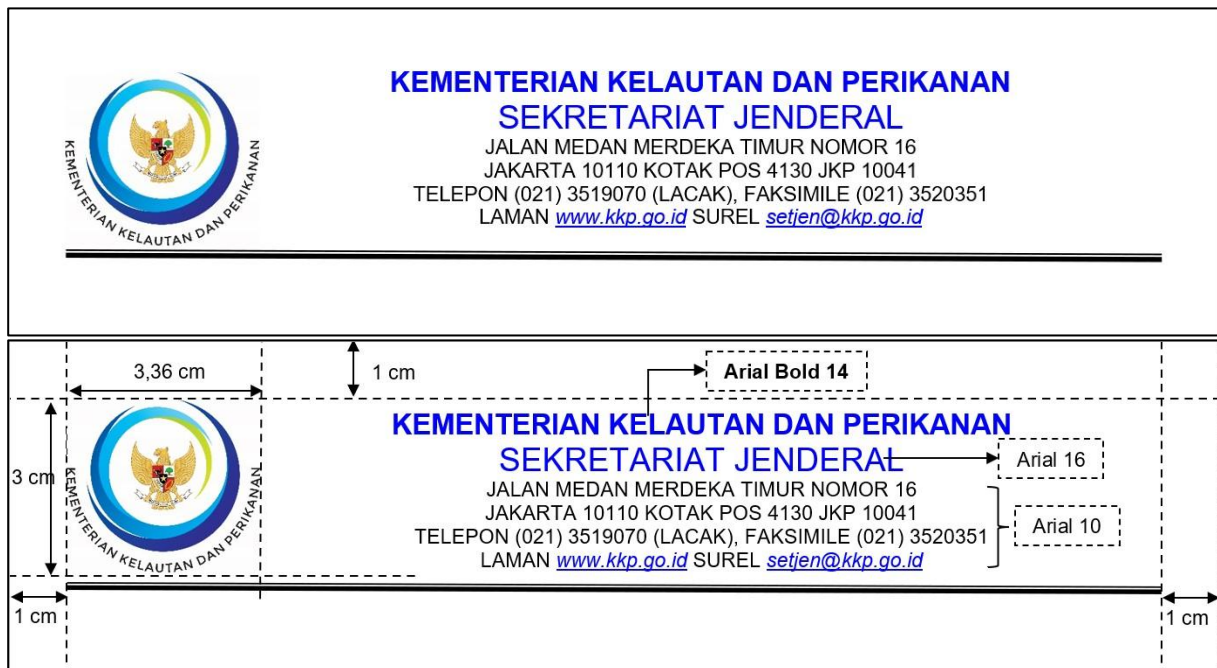 KEMENTERIAN KELAUTAN DAN PERIKANAN
SEKRETARIAT JENDERAL
JALAN MEDAN MERDEKA TIMUR NOMOR 16
JAKARTA 10110 KOTAK POS 4130 JKP 10041
TELEPON (021) 3519070 (LACAK), FAKSIMILE (021) 3520351
LAMAN www.kkp.go.id SUREL setjen@kkp.go.id
KEMENTERIAN KELAUTAN DAN PERIKANAN
3,36 cm
1 cm
Arial Bold 14
KEMENTERIAN KELAUTAN DAN PERIKANAN
SEKRETARIAT JENDERAL
Arial 16
3 cm
KEMENTERIAN KELAUTAN DAN PERIKANAN
JALAN MEDAN MERDEKA TIMUR NOMOR 16
JAKARTA 10110 KOTAK POS 4130 JKP 10041
TELEPON (021) 3519070 (LACAK), FAKSIMILE (021) 3520351
LAMAN www.kkp.go.id SUREL setjen@kkp.go.id
Arial 10
1 cm
1 cm